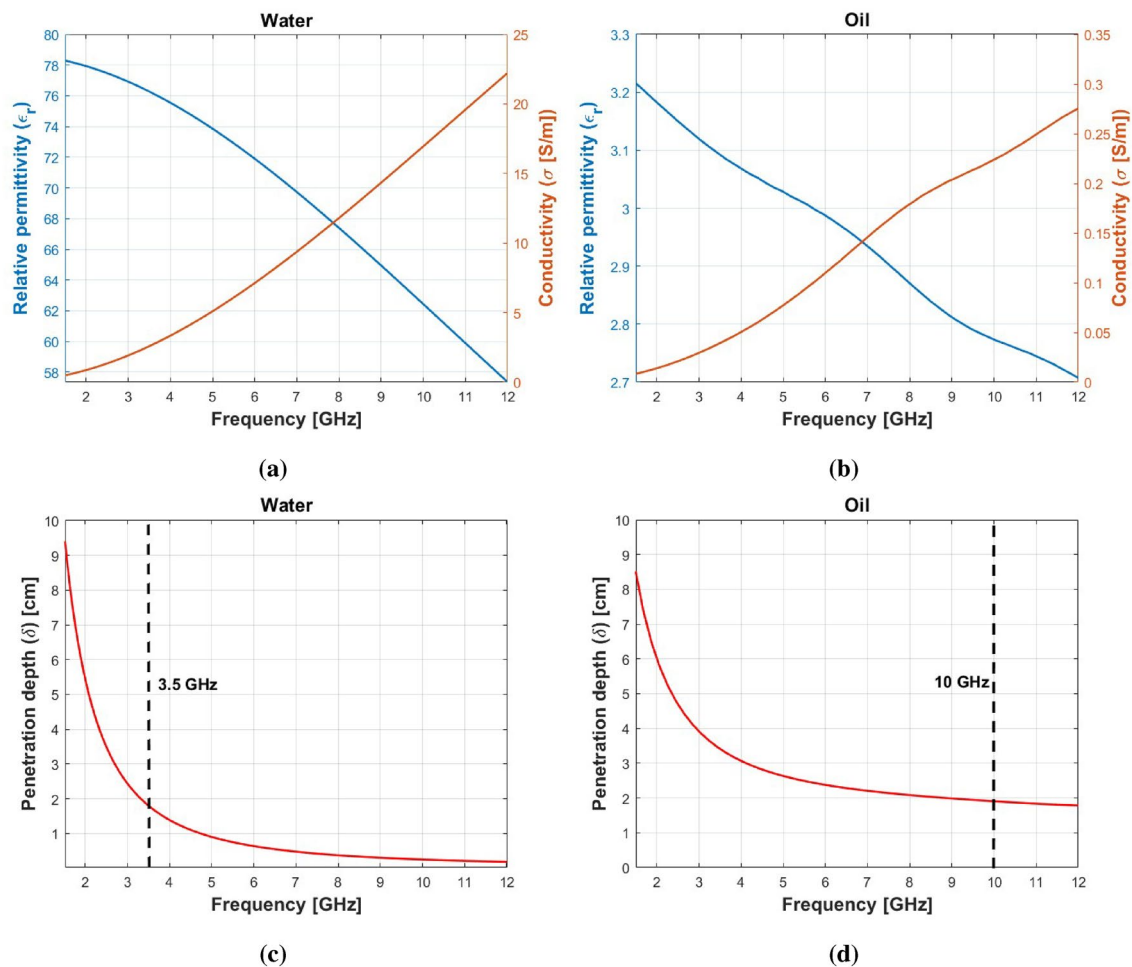 Water
Relative permittivity (ϵr)
80
78
76
74
72
70
68
66
64
62
60
58
25
20
15
10
5
0
Conductivity (σ [S/m])
2 3 4 5 6 7 8 9 10 11 12
Frequency [GHz]
(a)
Oil
Relative permittivity (ϵr)
3.3
3.2
3.1
3
2.9
2.8
2.7
0.35
0.3
0.25
0.2
0.15
0.1
0.05
0
Conductivity (σ [S/m])
2 3 4 5 6 7 8 9 10 11 12
Frequency [GHz]
(b)
Water
Penetration depth (δ) [cm]
10
9
8
7
6
5
4
3
2
1
3.5 GHz
2 3 4 5 6 7 8 9 10 11 12
Frequency [GHz]
(c)
Oil
Penetration depth (δ) [cm]
10
9
8
7
6
5
4
3
2
1
0
10 GHz
2 3 4 5 6 7 8 9 10 11 12
Frequency [GHz]
(d)